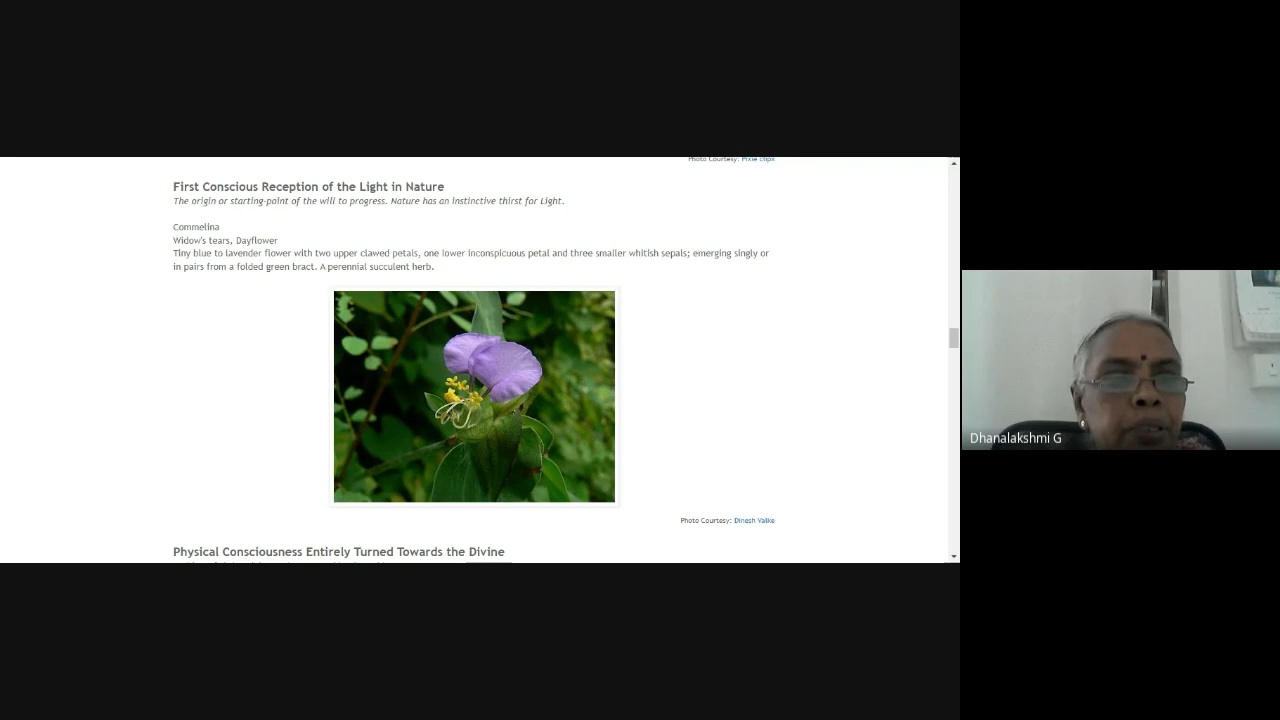 Photo Courtesy: Pixie clipx
First Conscious Reception of the Light in Nature
The origin or starting-point of the will to progress. Nature has an instinctive thirst for Light.
Commelina
Widow's tears, Dayflower
Tiny blue to lavender flower with two upper clawed petals, one lower inconspicuous petal and three smaller whitish sepals; emerging singly or
in pairs from a folded green bract. A perennial succulent herb.
Photo Courtesy: Dinesh Valke
Physical Consciousness Entirely Turned Towards the Divine
Dhanalakshmi G